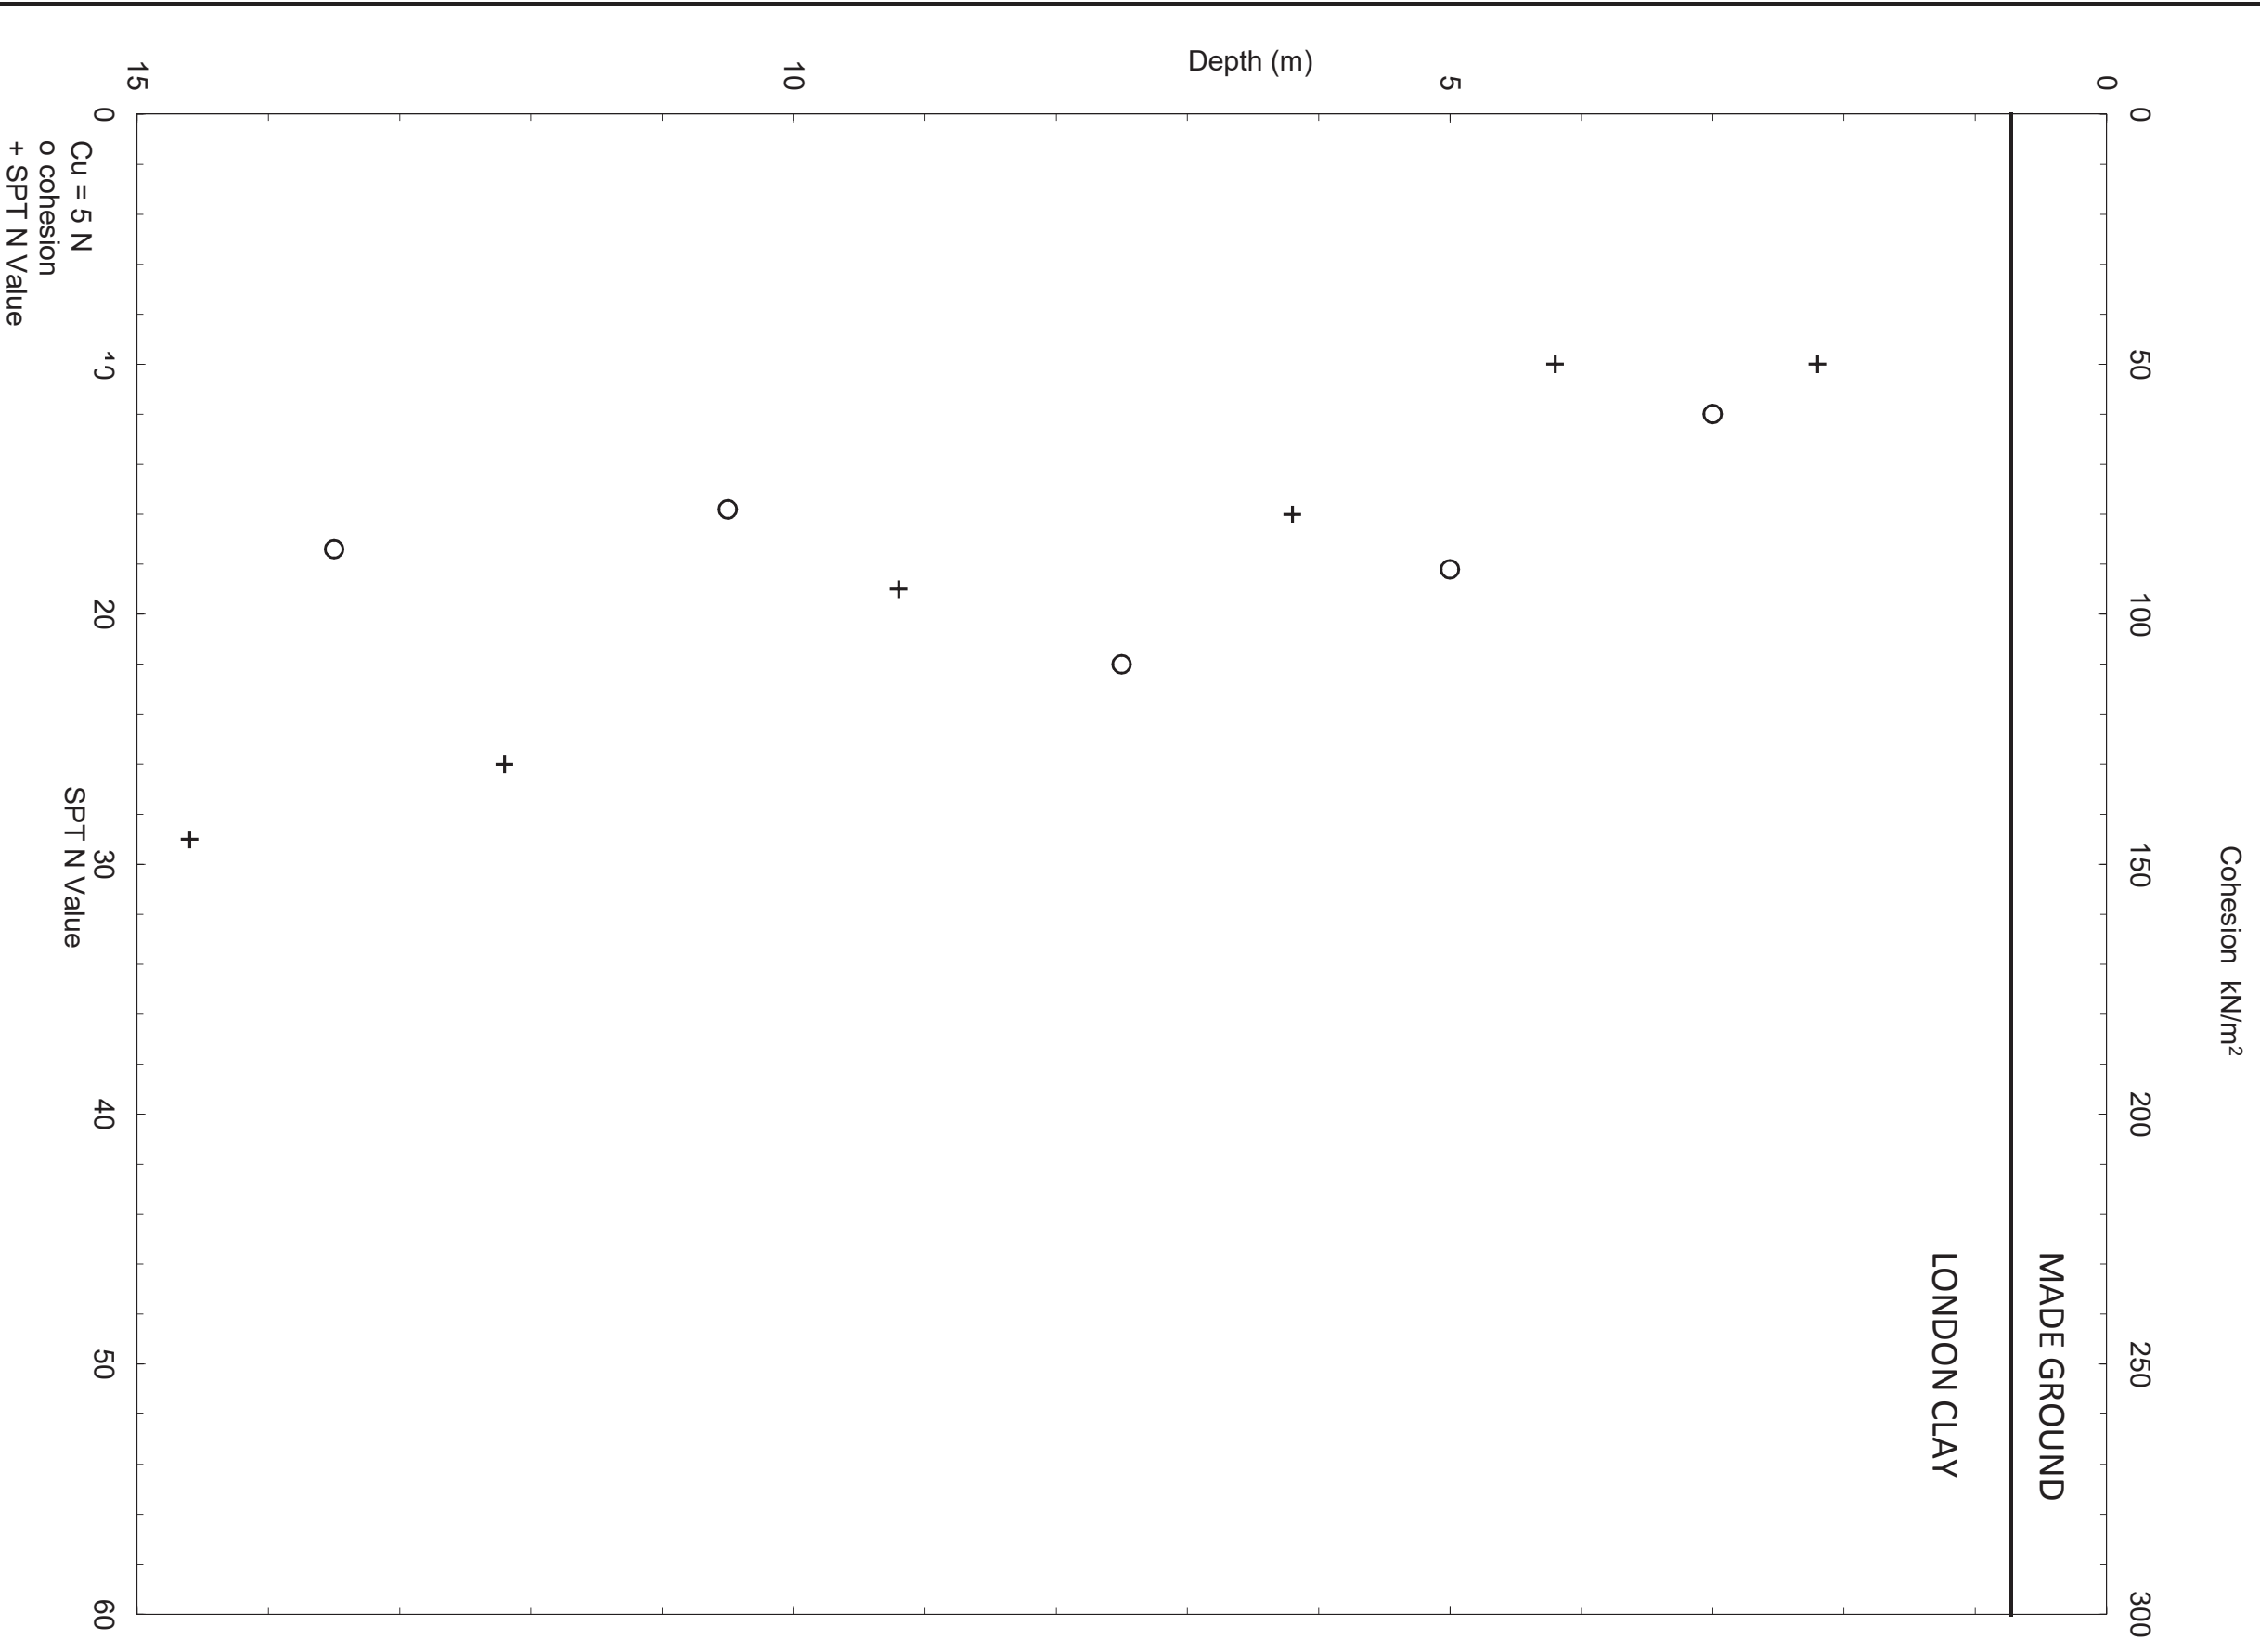 Cohesion kN/m²
0 50 100 150 200 250 300
MADE GROUND
LONDON CLAY
0
5
Depth (m)
10
15
0 10 20 30 40 50 60
SPT N Value
Cu = 5 N
o cohesion
+ SPT N Value